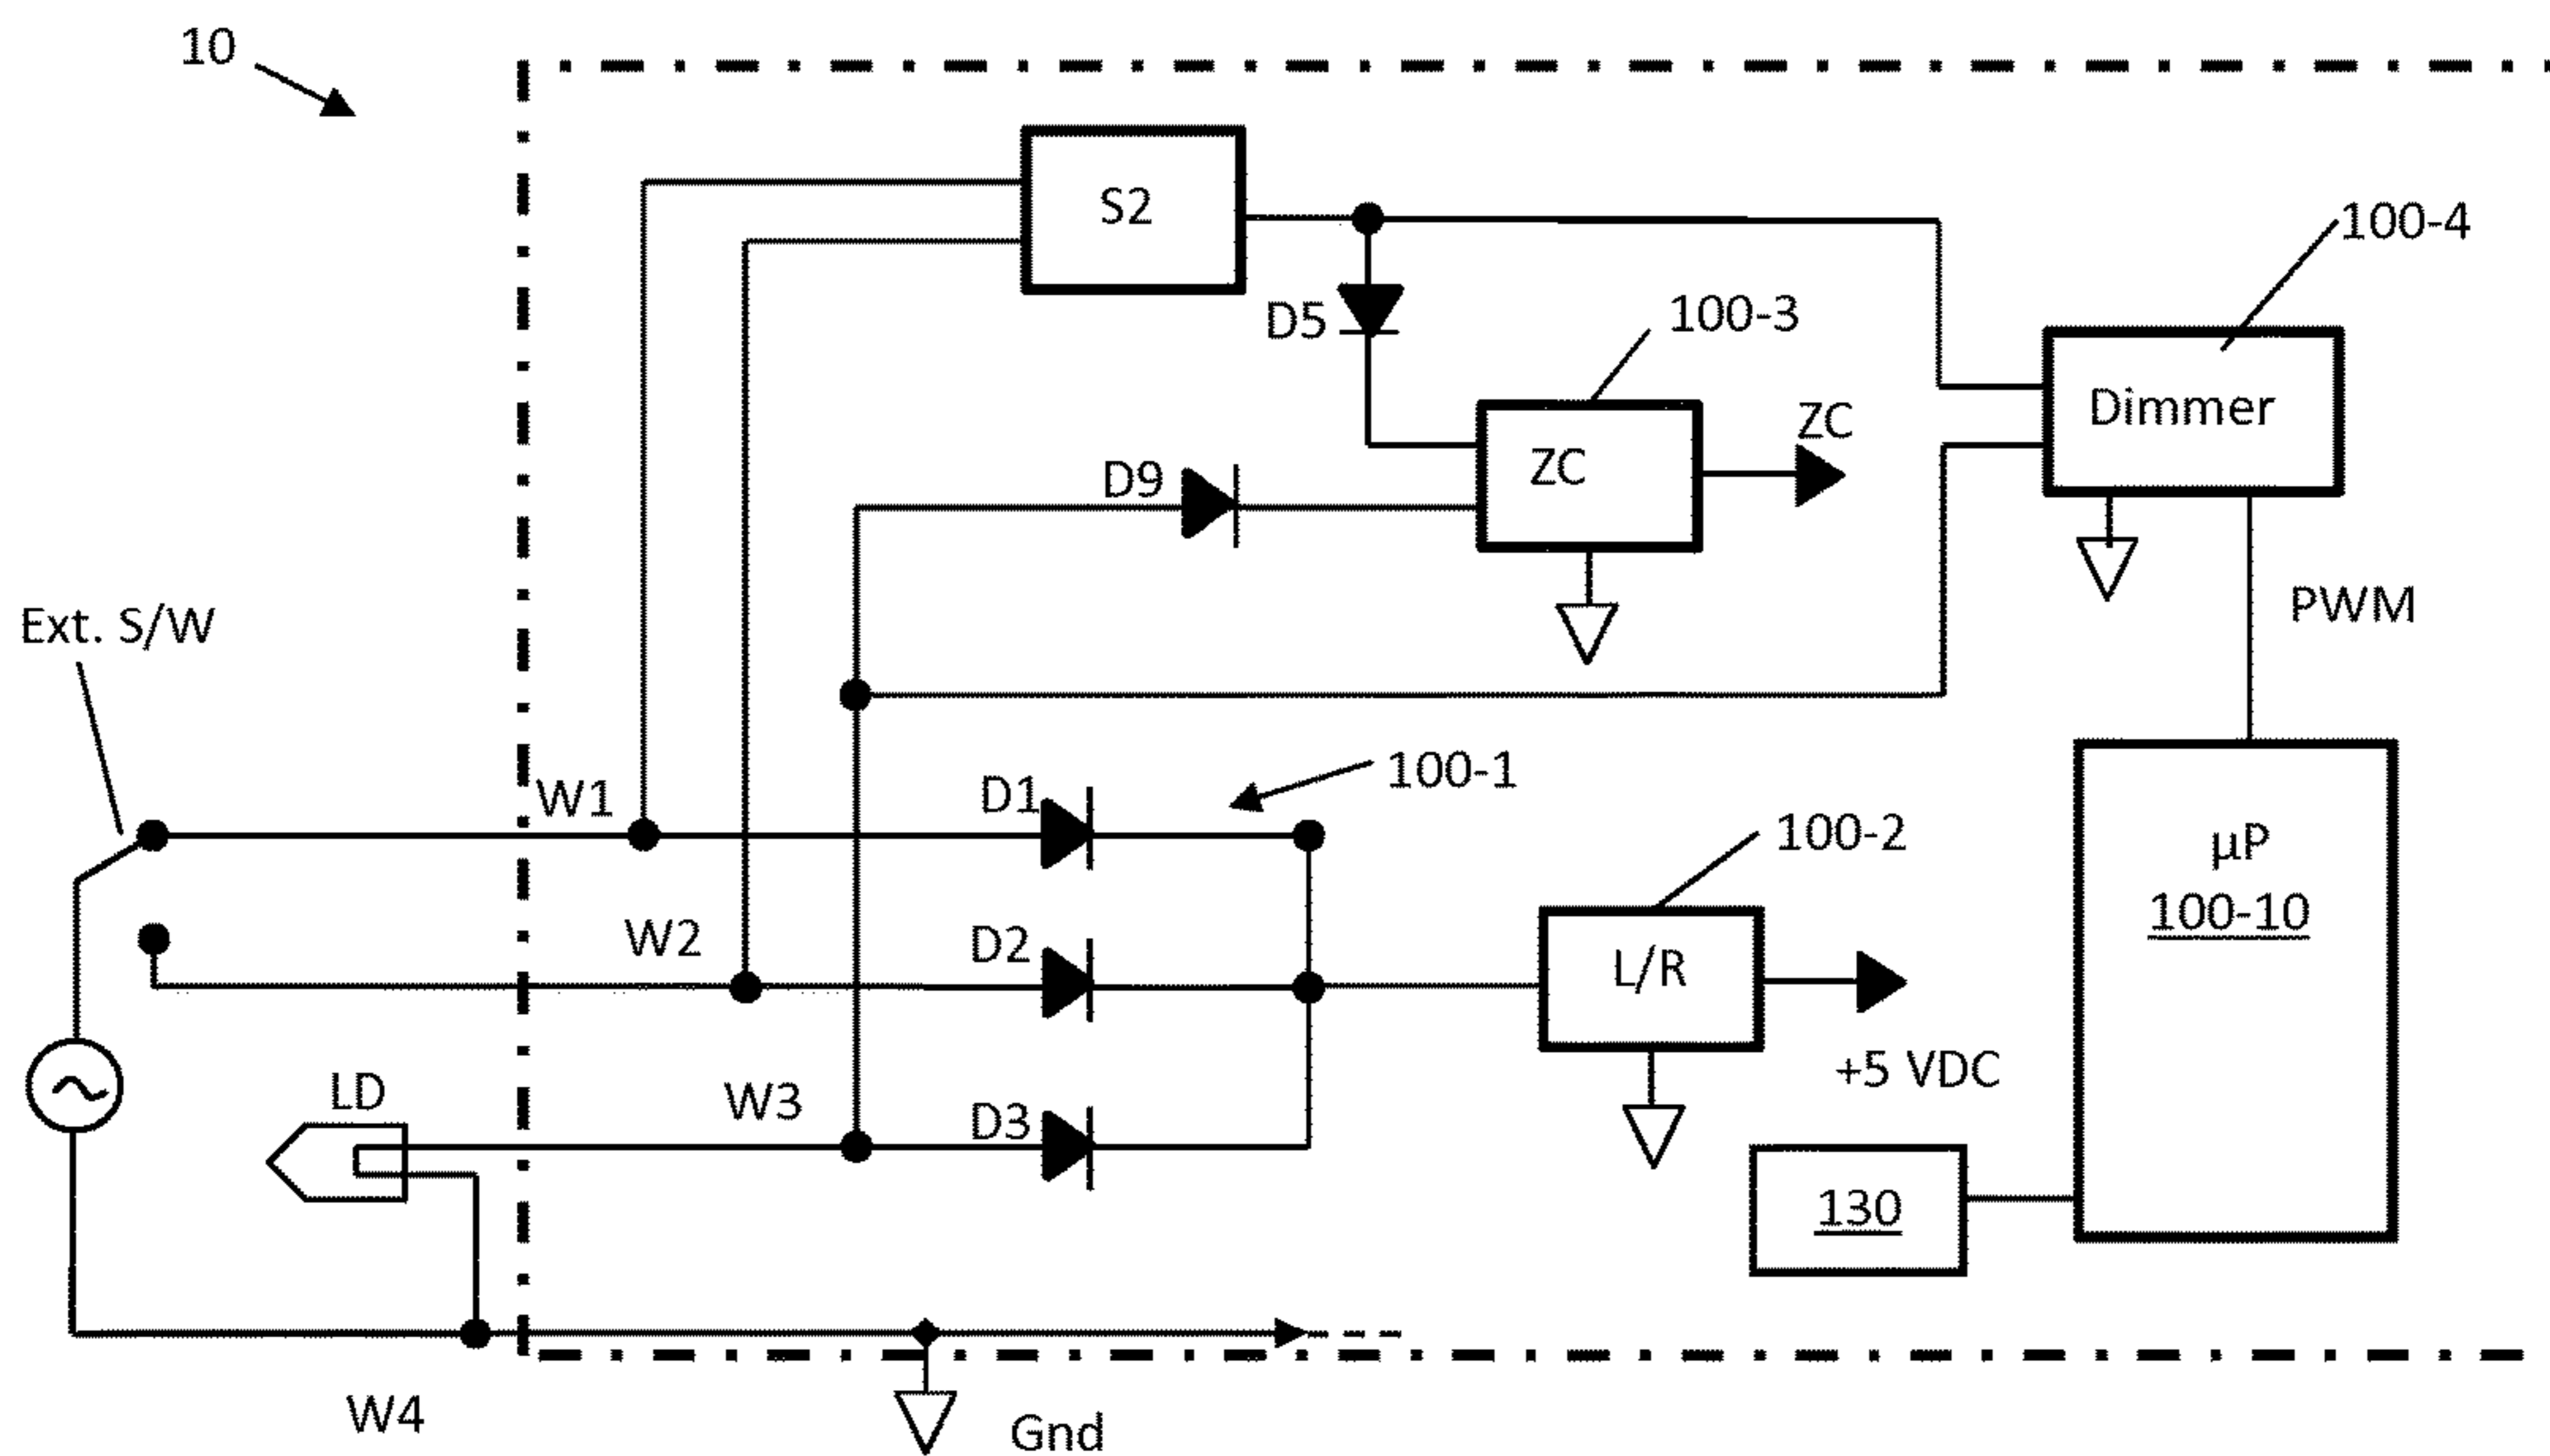 10
S2
100-4
D5
100-3
Dimmer
ZC
D9
ZC
Ext. S/W
PWM
W1
D1
100-1
100-2
µP
100-10
W2
D2
L/R
+5 VDC
LD
W3
D3
130
W4
Gnd